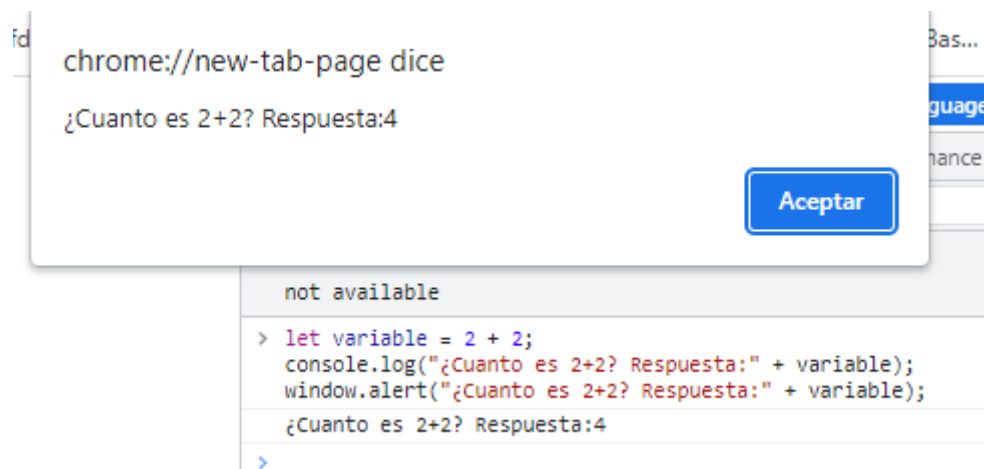 fd
chrome://new-tab-page dice
Bas...
¿Cuanto es 2+2? Respuesta:4
guage
nance
Aceptar
not available
> let variable = 2 + 2;
console.log("¿Cuanto es 2+2? Respuesta:" + variable);
window.alert("¿Cuanto es 2+2? Respuesta:" + variable);
¿Cuanto es 2+2? Respuesta:4
>